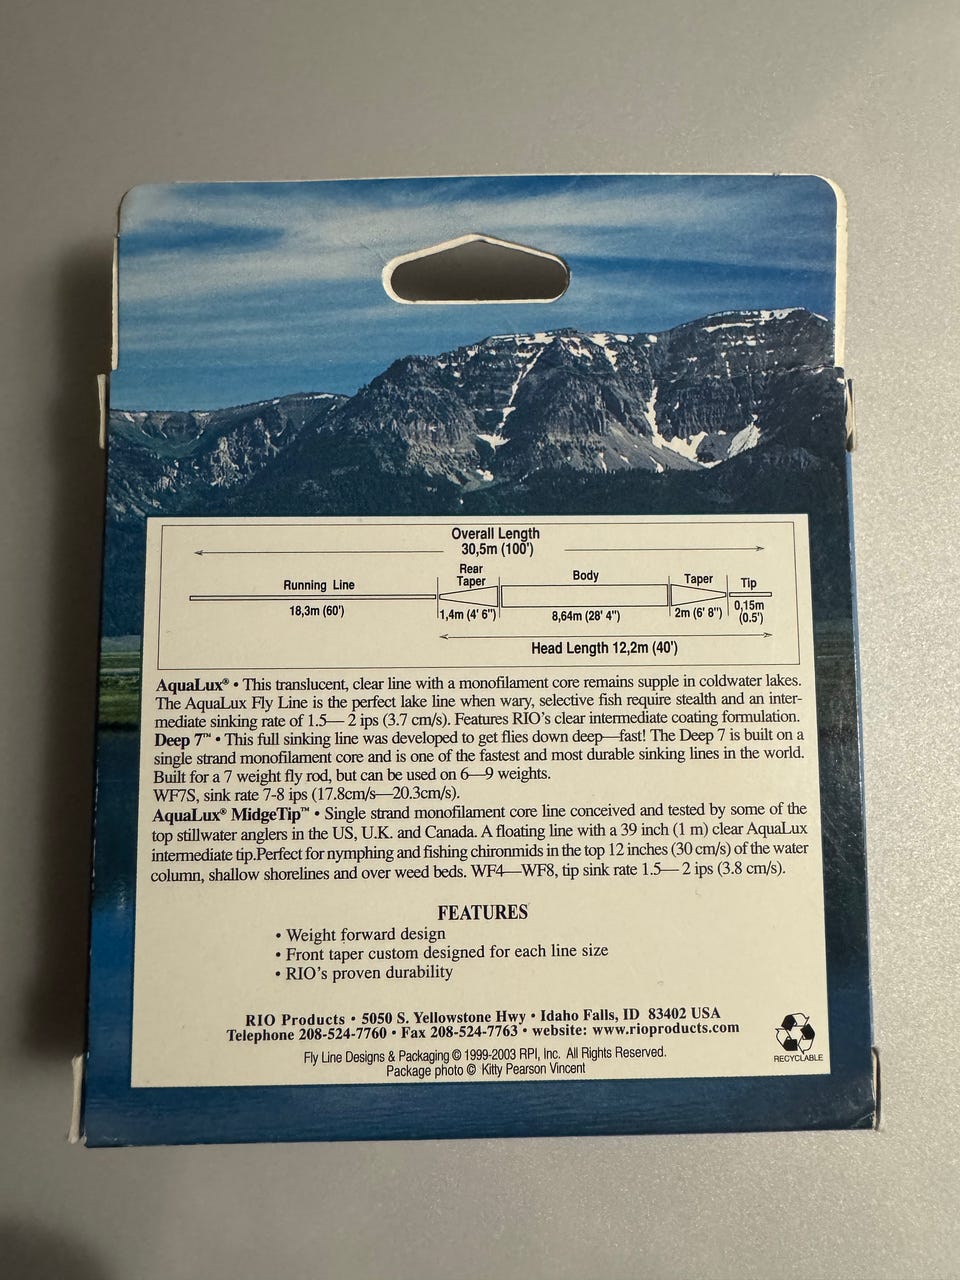 Overall Length
30,5m (100')
Running Line
18,3m (60')
Rear
Taper
1,4m (4' 6")
Body
8,64m (28' 4")
Taper
2m (6' 8")
Tip
0,15m
(0.5')
Head Length 12,2m (40')
AquaLux® • This translucent, clear line with a monofilament core remains supple in coldwater lakes.
The AquaLux Fly Line is the perfect lake line when wary, selective fish require stealth and an inter-
mediate sinking rate of 1.5— 2 ips (3.7 cm/s). Features RIO's clear intermediate coating formulation.
Deep 7™ • This full sinking line was developed to get flies down deep—fast! The Deep 7 is built on a
single strand monofilament core and is one of the fastest and most durable sinking lines in the world.
Built for a 7 weight fly rod, but can be used on 6—9 weights.
WF7S, sink rate 7-8 ips (17.8cm/s—20.3cm/s).
AquaLux® MidgeTip™ • Single strand monofilament core line conceived and tested by some of the
top stillwater anglers in the US, U.K. and Canada. A floating line with a 39 inch (1 m) clear AquaLux
intermediate tip.Perfect for nymphing and fishing chironmids in the top 12 inches (30 cm/s) of the water
column, shallow shorelines and over weed beds. WF4—WF8, tip sink rate 1.5— 2 ips (3.8 cm/s).
FEATURES
• Weight forward design
• Front taper custom designed for each line size
• RIO's proven durability
RIO Products • 5050 S. Yellowstone Hwy • Idaho Falls, ID 83402 USA
Telephone 208-524-7760 • Fax 208-524-7763 • website: www.rioproducts.com
Fly Line Designs & Packaging © 1999-2003 RPI, Inc. All Rights Reserved.
Package photo © Kitty Pearson Vincent
RECYCLABLE